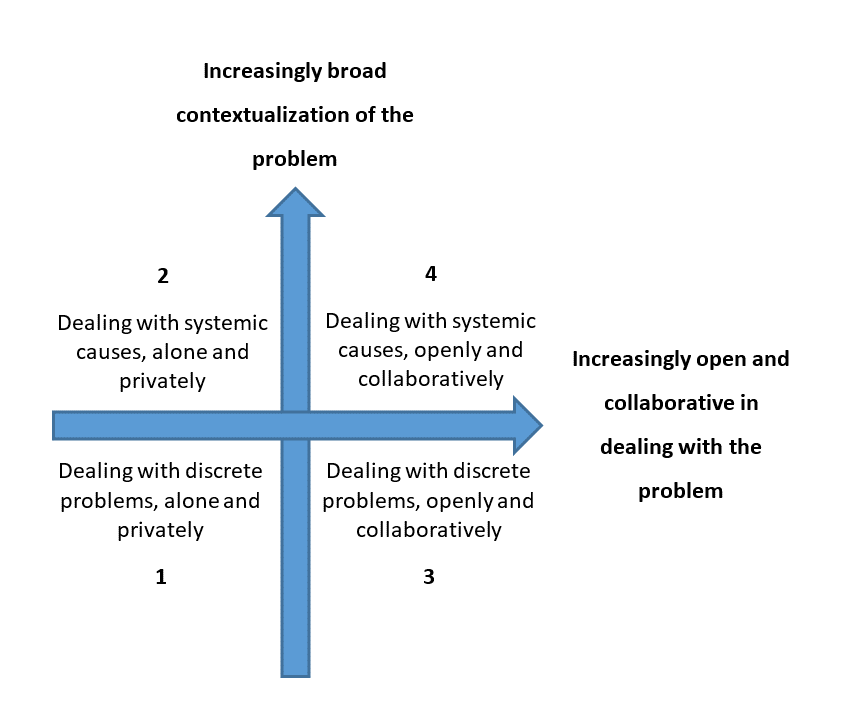 Increasingly broad
contextualization of the
problem
2
Dealing with systemic
causes, alone and
privately
4
Dealing with systemic
causes, openly and
collaboratively
Increasingly open and
collaborative in
dealing with the
problem
Dealing with discrete
problems, alone and
privately
1
Dealing with discrete
problems, openly and
collaboratively
3